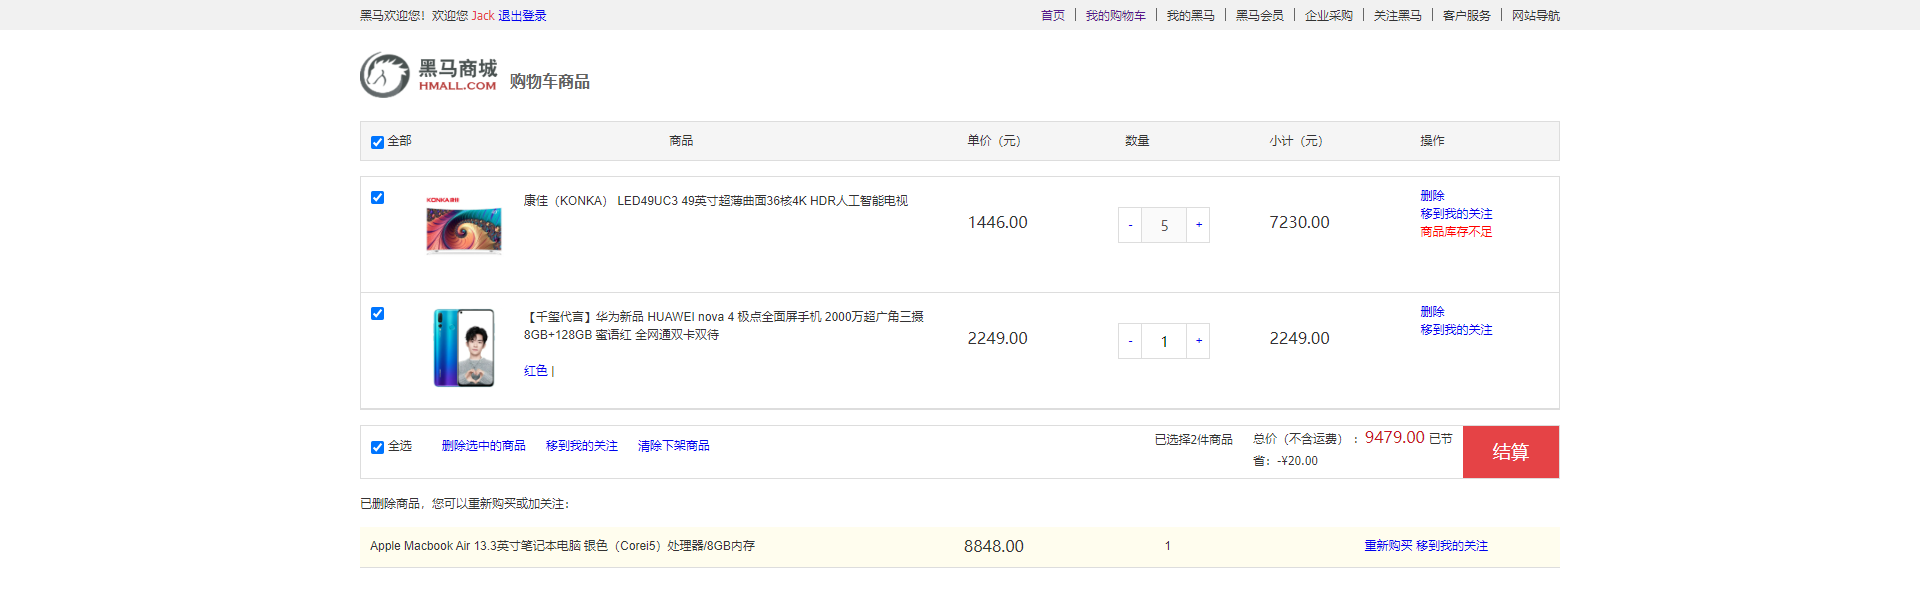 黑马欢迎您！欢迎您 Jack 退出登录 首页 | 我的购物车 | 我的黑马 | 黑马会员 | 企业采购 | 关注黑马 | 客户服务 | 网站导航
黑马商城
HMALL.COM
购物车商品
全部 商品 单价（元） 数量 小计（元） 操作
KONKA康佳
康佳（KONKA） LED49UC3 49英寸超薄曲面36核4K HDR人工智能电视
1446.00 - 5 + 7230.00
删除
移到我的关注
商品库存不足
【千玺代言】华为新品 HUAWEI nova 4 极点全面屏手机 2000万超广角三摄
8GB+128GB 蜜语红 全网通双卡双待
红色 |
2249.00 - 1 + 2249.00
删除
移到我的关注
全选 删除选中的商品 移到我的关注 清除下架商品 已选择2件商品 总价（不含运费） ：9479.00 已节
省：-¥20.00
结算
已删除商品，您可以重新购买或加关注：
Apple Macbook Air 13.3英寸笔记本电脑 银色（Corei5）处理器/8GB内存 8848.00 1 重新购买 移到我的关注